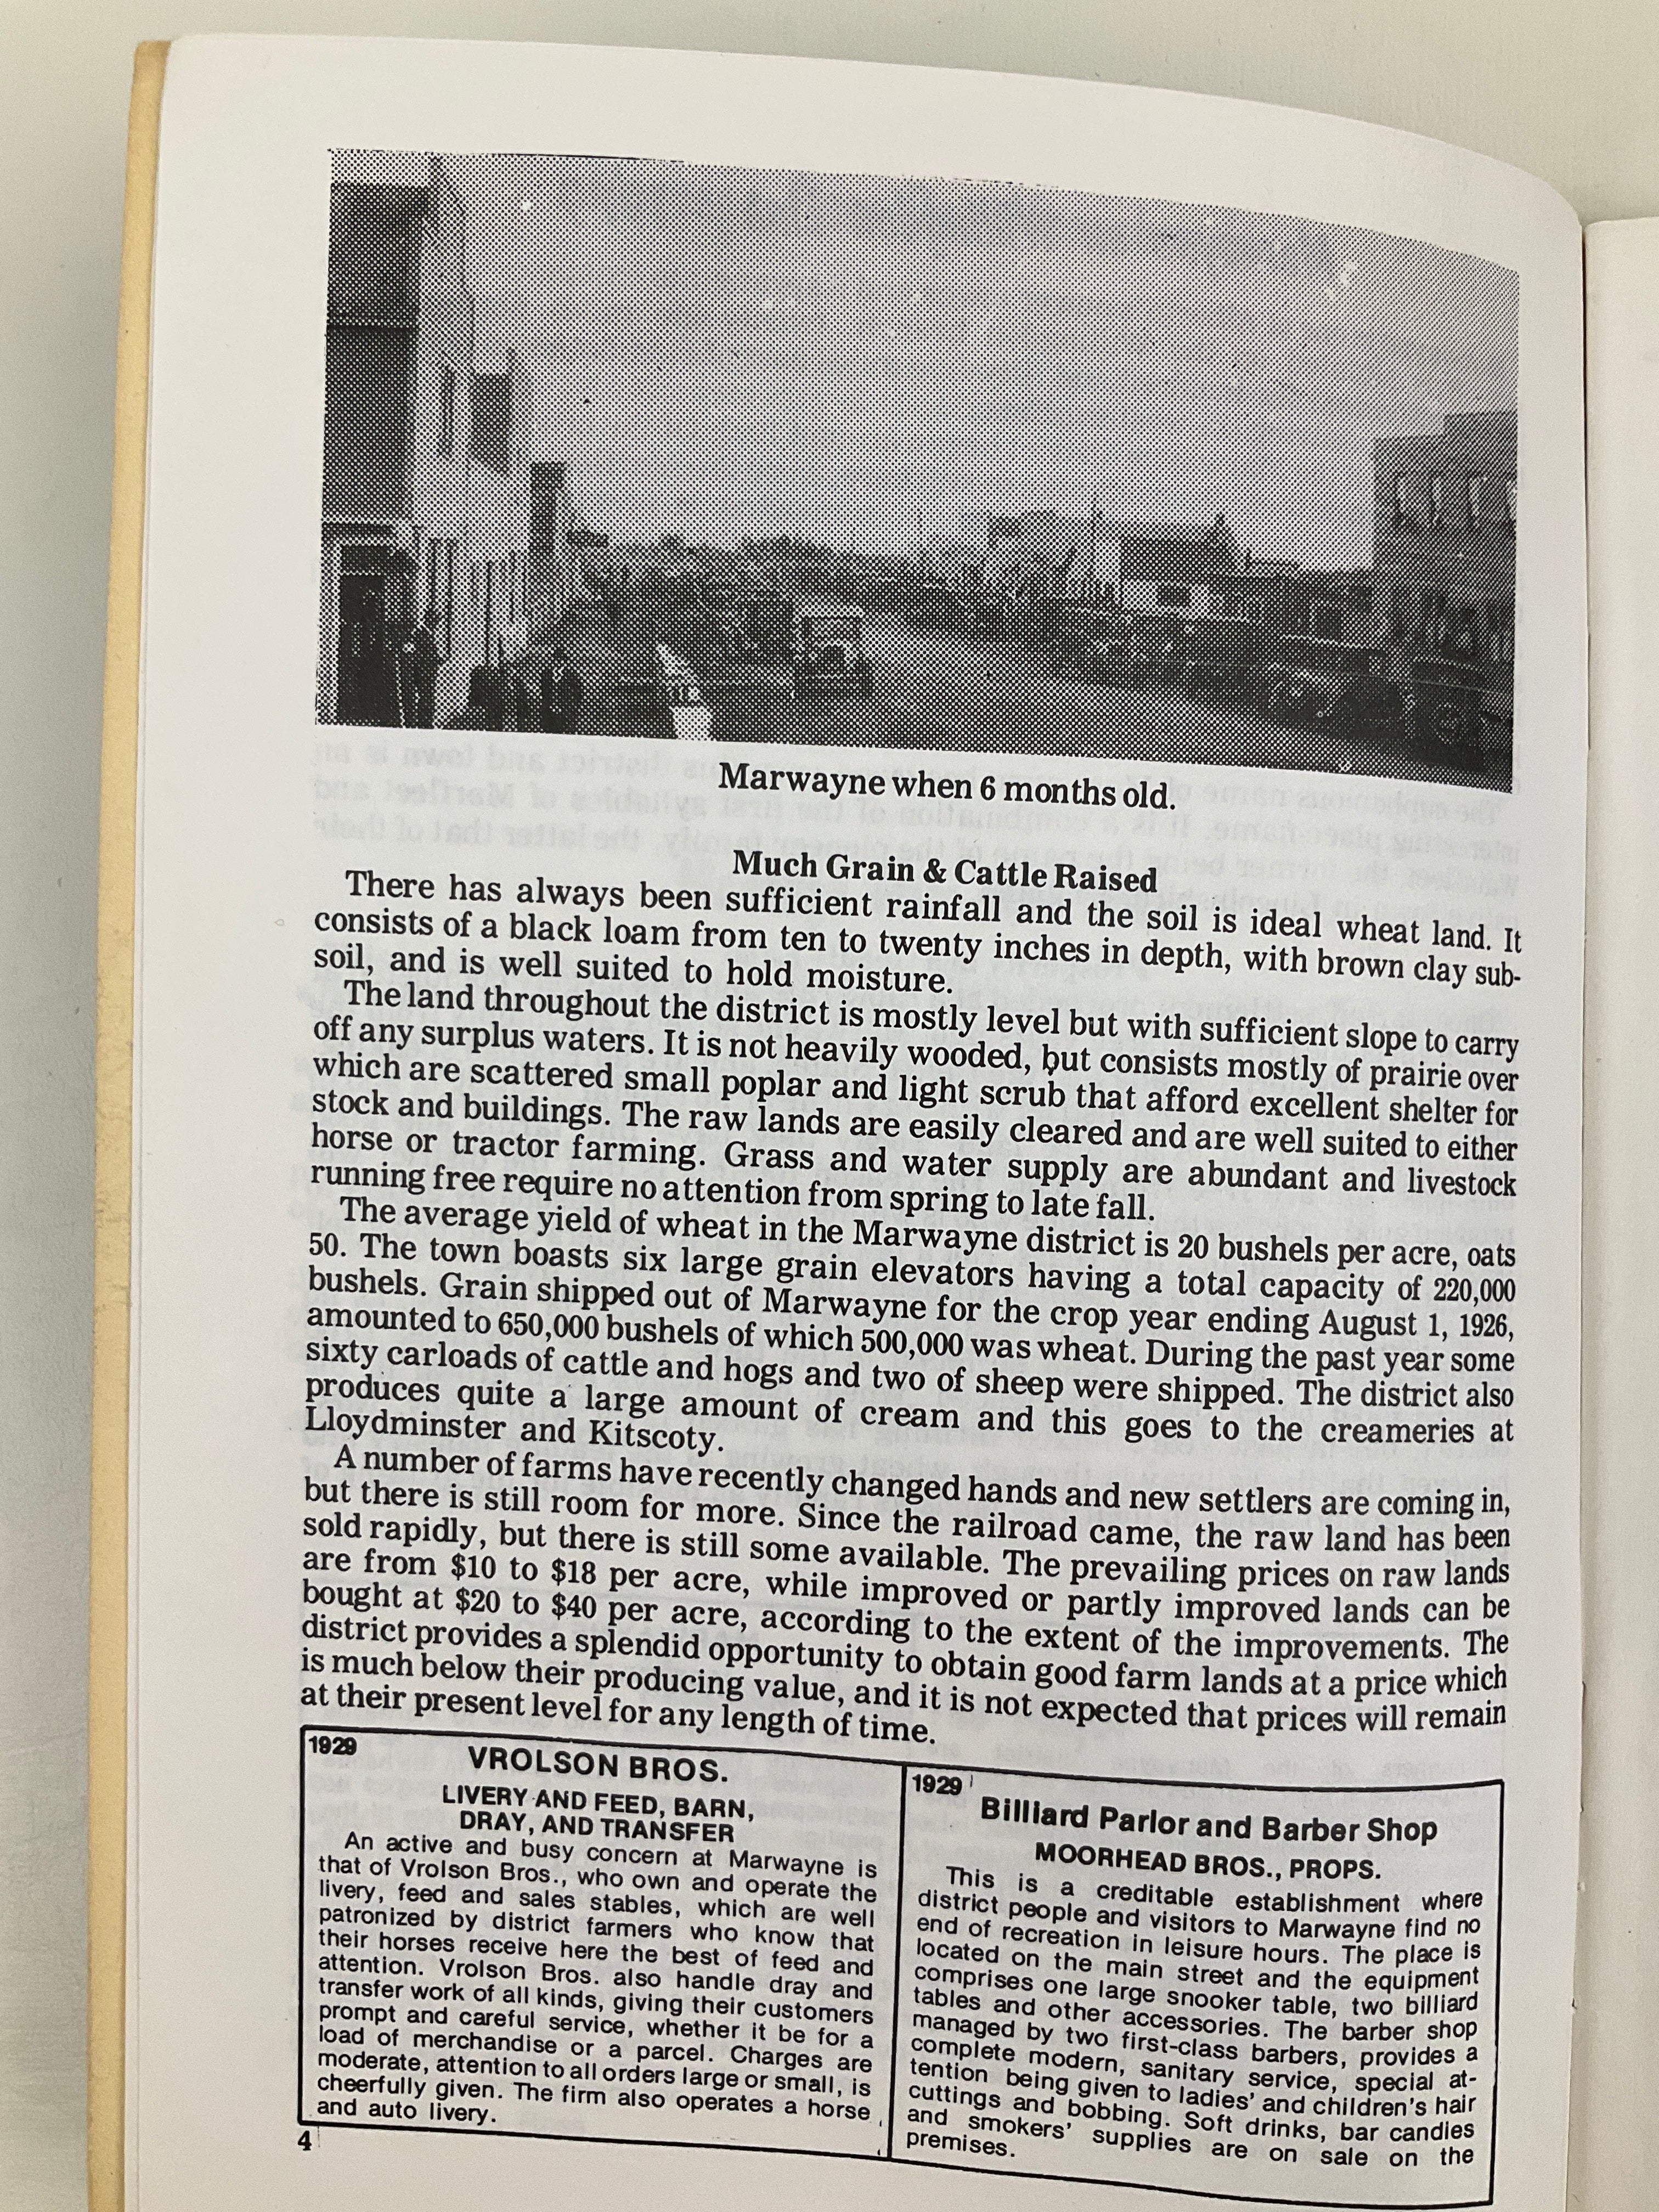 Marwayne when 6 months old.
Much Grain & Cattle Raised
There has always been sufficient rainfall and the soil is ideal wheat land. It
consists of a black loam from ten to twenty inches in depth, with brown clay sub-
soil, and is well suited to hold moisture.
The land throughout the district is mostly level but with sufficient slope to carry
off any surplus waters. It is not heavily wooded, but consists mostly of prairie over
which are scattered small poplar and light scrub that afford excellent shelter for
stock and buildings. The raw lands are easily cleared and are well suited to either
horse or tractor farming. Grass and water supply are abundant and livestock
running free require no attention from spring to late fall.
The average yield of wheat in the Marwayne district is 20 bushels per acre, oats
50. The town boasts six large grain elevators having a total capacity of 220,000
bushels. Grain shipped out of Marwayne for the crop year ending August 1, 1926,
amounted to 650,000 bushels of which 500,000 was wheat. During the past year some
sixty carloads of cattle and hogs and two of sheep were shipped. The district also
produces quite a large amount of cream and this goes to the creameries at
Lloydminster and Kitscoty.
A number of farms have recently changed hands and new settlers are coming in,
but there is still room for more. Since the railroad came, the raw land has been
sold rapidly, but there is still some available. The prevailing prices on raw lands
are from $10 to $18 per acre, while improved or partly improved lands can be
bought at $20 to $40 per acre, according to the extent of the improvements. The
district provides a splendid opportunity to obtain good farm lands at a price which
is much below their producing value, and it is not expected that prices will remain
at their present level for any length of time.
1929
VROLSON BROS.
LIVERY AND FEED, BARN,
DRAY, AND TRANSFER
An active and busy concern at Marwayne is
that of Vrolson Bros., who own and operate the
livery, feed and sales stables, which are well
patronized by district farmers who know that
their horses receive here the best of feed and
attention. Vrolson Bros. also handle dray and
transfer work of all kinds, giving their customers
prompt and careful service, whether it be for a
load of merchandise or a parcel. Charges are
moderate, attention to all orders large or small, is
cheerfully given. The firm also operates a horse
and auto livery.
1929
Billiard Parlor and Barber Shop
MOORHEAD BROS., PROPS.
This is a creditable establishment where
district people and visitors to Marwayne find no
end of recreation in leisure hours. The place is
located on the main street and the equipment
comprises one large snooker table, two billiard
tables and other accessories. The barber shop
managed by two first-class barbers, provides a
complete modern, sanitary service, special at-
tention being given to ladies' and children's hair
cuttings and bobbing. Soft drinks, bar candies
and smokers' supplies are on sale on the
premises.
4